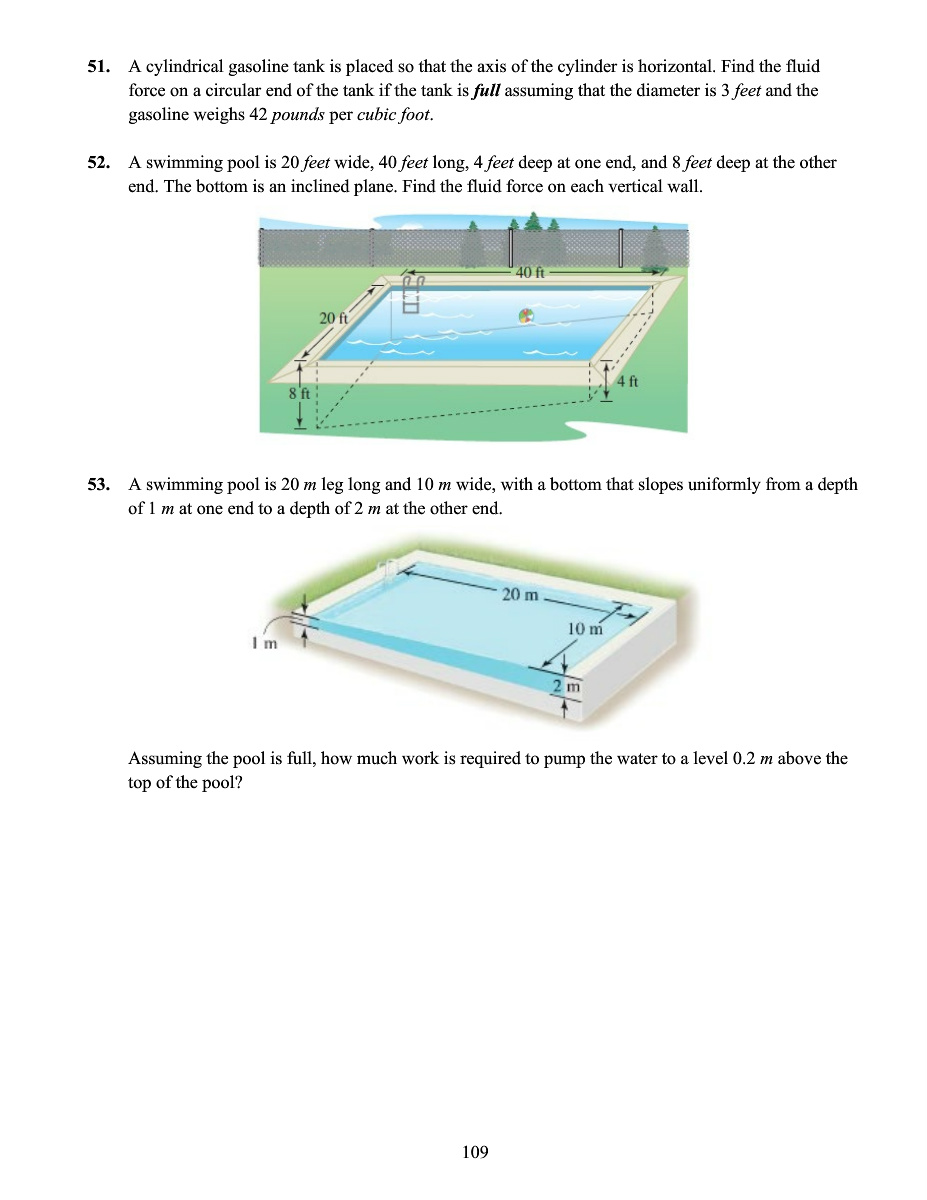 51. A cylindrical gasoline tank is placed so that the axis of the cylinder is horizontal. Find the fluid
force on a circular end of the tank if the tank is full assuming that the diameter is 3 feet and the
gasoline weighs 42 pounds per cubic foot.
52. A swimming pool is 20 feet wide, 40 feet long, 4 feet deep at one end, and 8 feet deep at the other
end. The bottom is an inclined plane. Find the fluid force on each vertical wall.
40 ft
20 ft
4 ft
8 ft
53. A swimming pool is 20 m leg long and 10 m wide, with a bottom that slopes uniformly from a depth
of 1 m at one end to a depth of 2 m at the other end.
20 m
10 m
1 m
2 m
Assuming the pool is full, how much work is required to pump the water to a level 0.2 m above the
top of the pool?
109